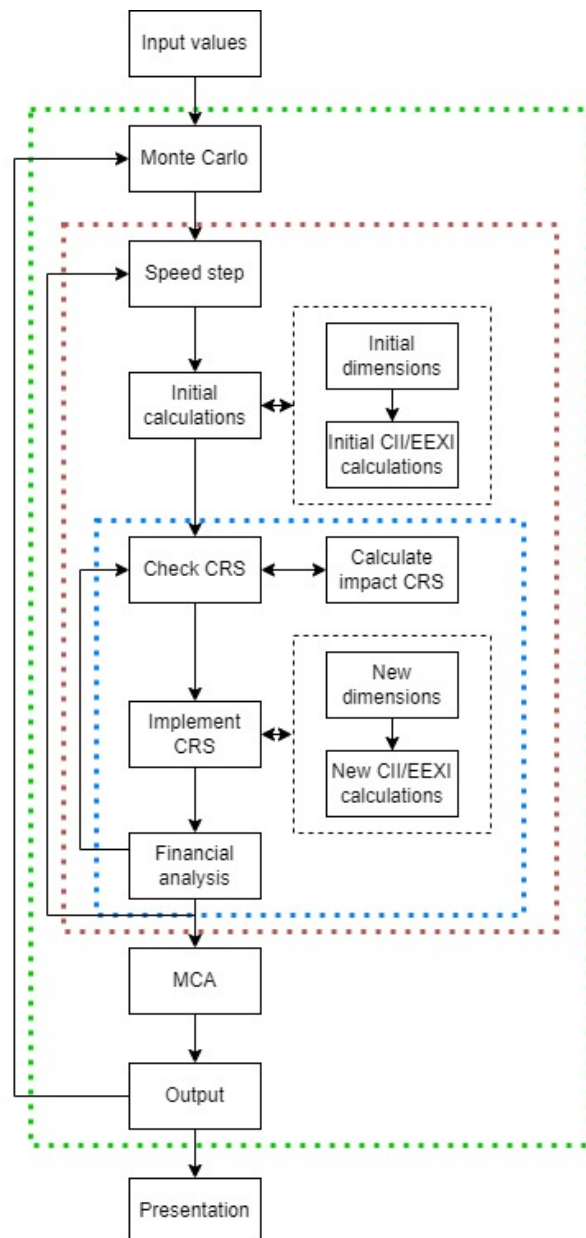 Input values
Monte Carlo
Speed step
Initial
calculations
Initial
dimensions
Initial CII/EEXI
calculations
Check CRS
Calculate
impact CRS
Implement
CRS
New
dimensions
New CII/EEXI
calculations
Financial
analysis
MCA
Output
Presentation